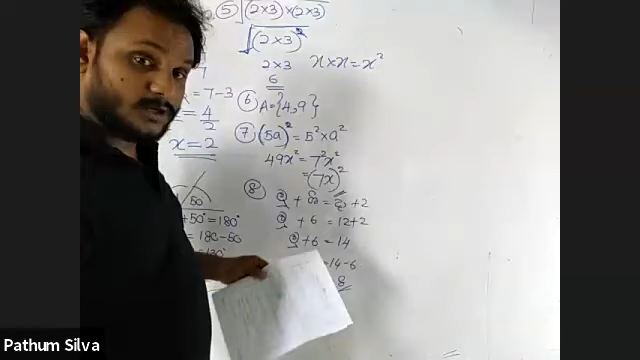 ⑤ √(2×3)×(2×3)
√(2×3)²
2×3 x×x=x²
6
7
= 7-3
= 4/2
x = 2
⑥ A={4,9}
⑦ (5a)² = 5²×a²
49x² = 7²x²
= (7x)²
50
+50°=180°
= 180-50
⑧
+ 6 = 12+2
+6 = 14
=14-6
8
Pathum Silva